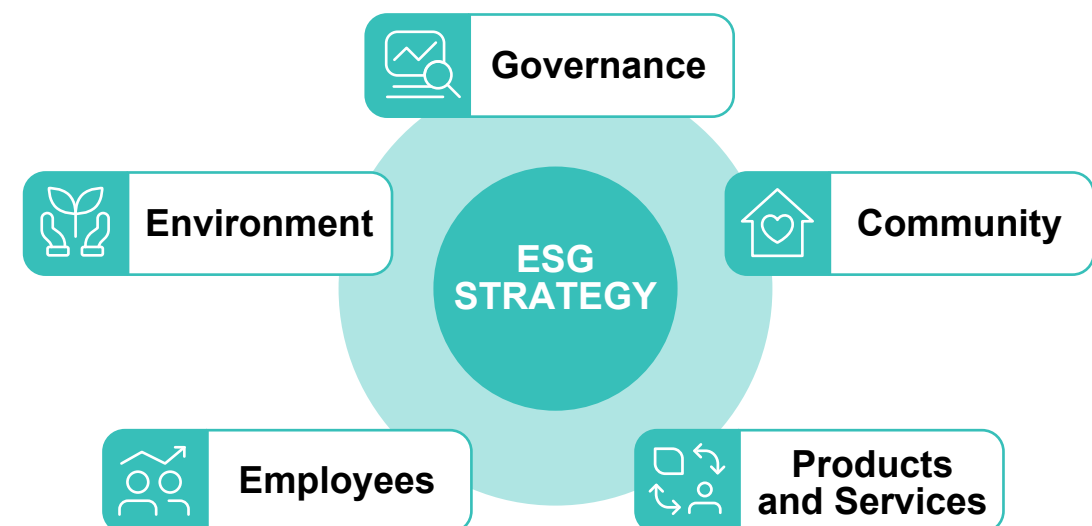 Governance
Environment
Community
ESG
STRATEGY
Employees
Products
and Services